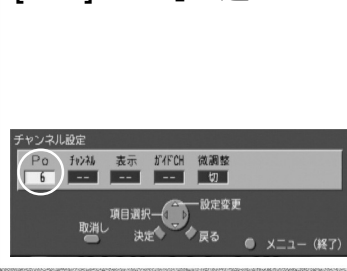 チャンネル設定
Po チャンネル 表示 ガイドCH 微調整
6 -- -- -- 切
項目選択 設定変更
取消し 決定 戻る メニュー (終了)